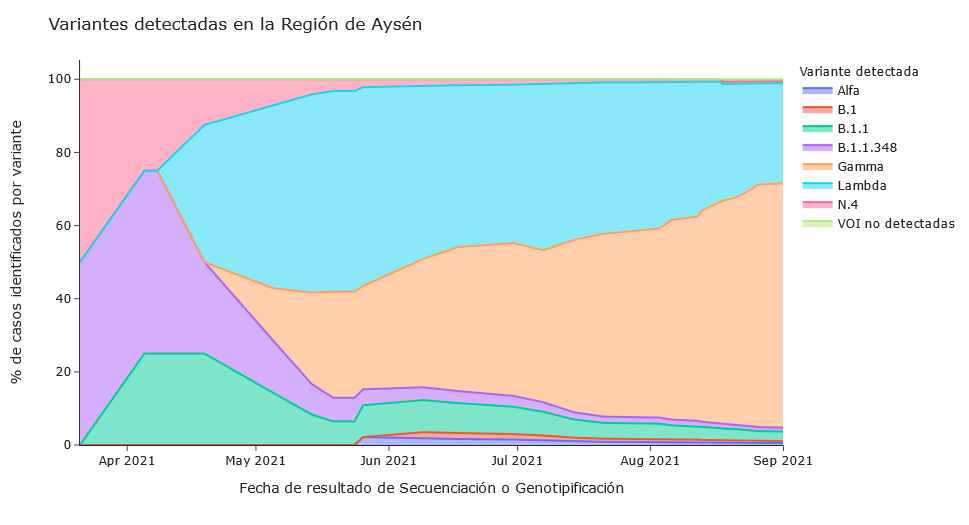 Variantes detectadas en la Región de Aysén
% de casos identificados por variante
100
80
60
40
20
0
Apr 2021
May 2021
Jun 2021
Jul 2021
Aug 2021
Sep 2021
Fecha de resultado de Secuenciación o Genotipificación
Variante detectada
Alfa
B.1
B.1.1
B.1.1.348
Gamma
Lambda
N.4
VOI no detectadas